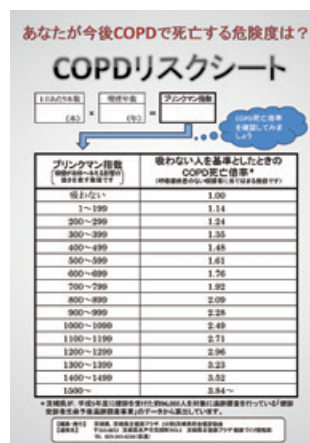 あなたが今後COPDで死亡する危険度は？
COPDリスクシート
1日あたり本数 喫煙年数 ブリンクマン指数
(本) × (年) ＝
COPD死亡倍率
を確認してみま
しょう
ブリンクマン指数
吸わない人を基準としたときの
COPD死亡倍率*
吸わない 1.00
1～199 1.14
200～299 1.24
300～399 1.35
400～499 1.48
500～599 1.61
600～699 1.76
700～799 1.92
800～899 2.09
900～999 2.28
1000～1099 2.49
1100～1199 2.71
1200～1299 2.96
1300～1399 3.23
1400～1499 3.52
1500～ 3.84～